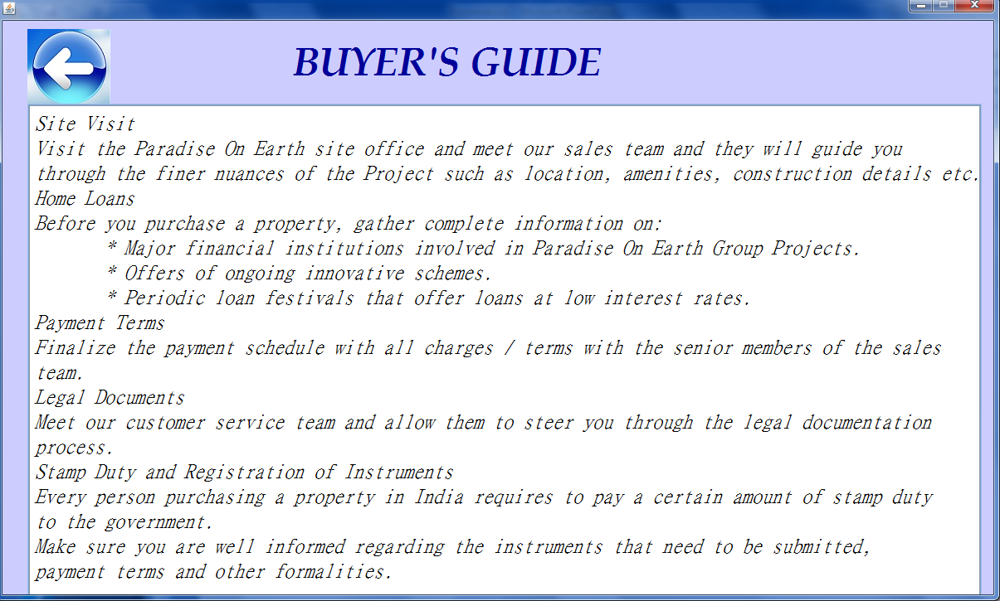 BUYER'S GUIDE
Site Visit
Visit the Paradise On Earth site office and meet our sales team and they will guide you
through the finer nuances of the Project such as location, amenities, construction details etc.
Home Loans
Before you purchase a property, gather complete information on:
* Major financial institutions involved in Paradise On Earth Group Projects.
* Offers of ongoing innovative schemes.
* Periodic loan festivals that offer loans at low interest rates.
Payment Terms
Finalize the payment schedule with all charges / terms with the senior members of the sales
team.
Legal Documents
Meet our customer service team and allow them to steer you through the legal documentation
process.
Stamp Duty and Registration of Instruments
Every person purchasing a property in India requires to pay a certain amount of stamp duty
to the government.
Make sure you are well informed regarding the instruments that need to be submitted,
payment terms and other formalities.